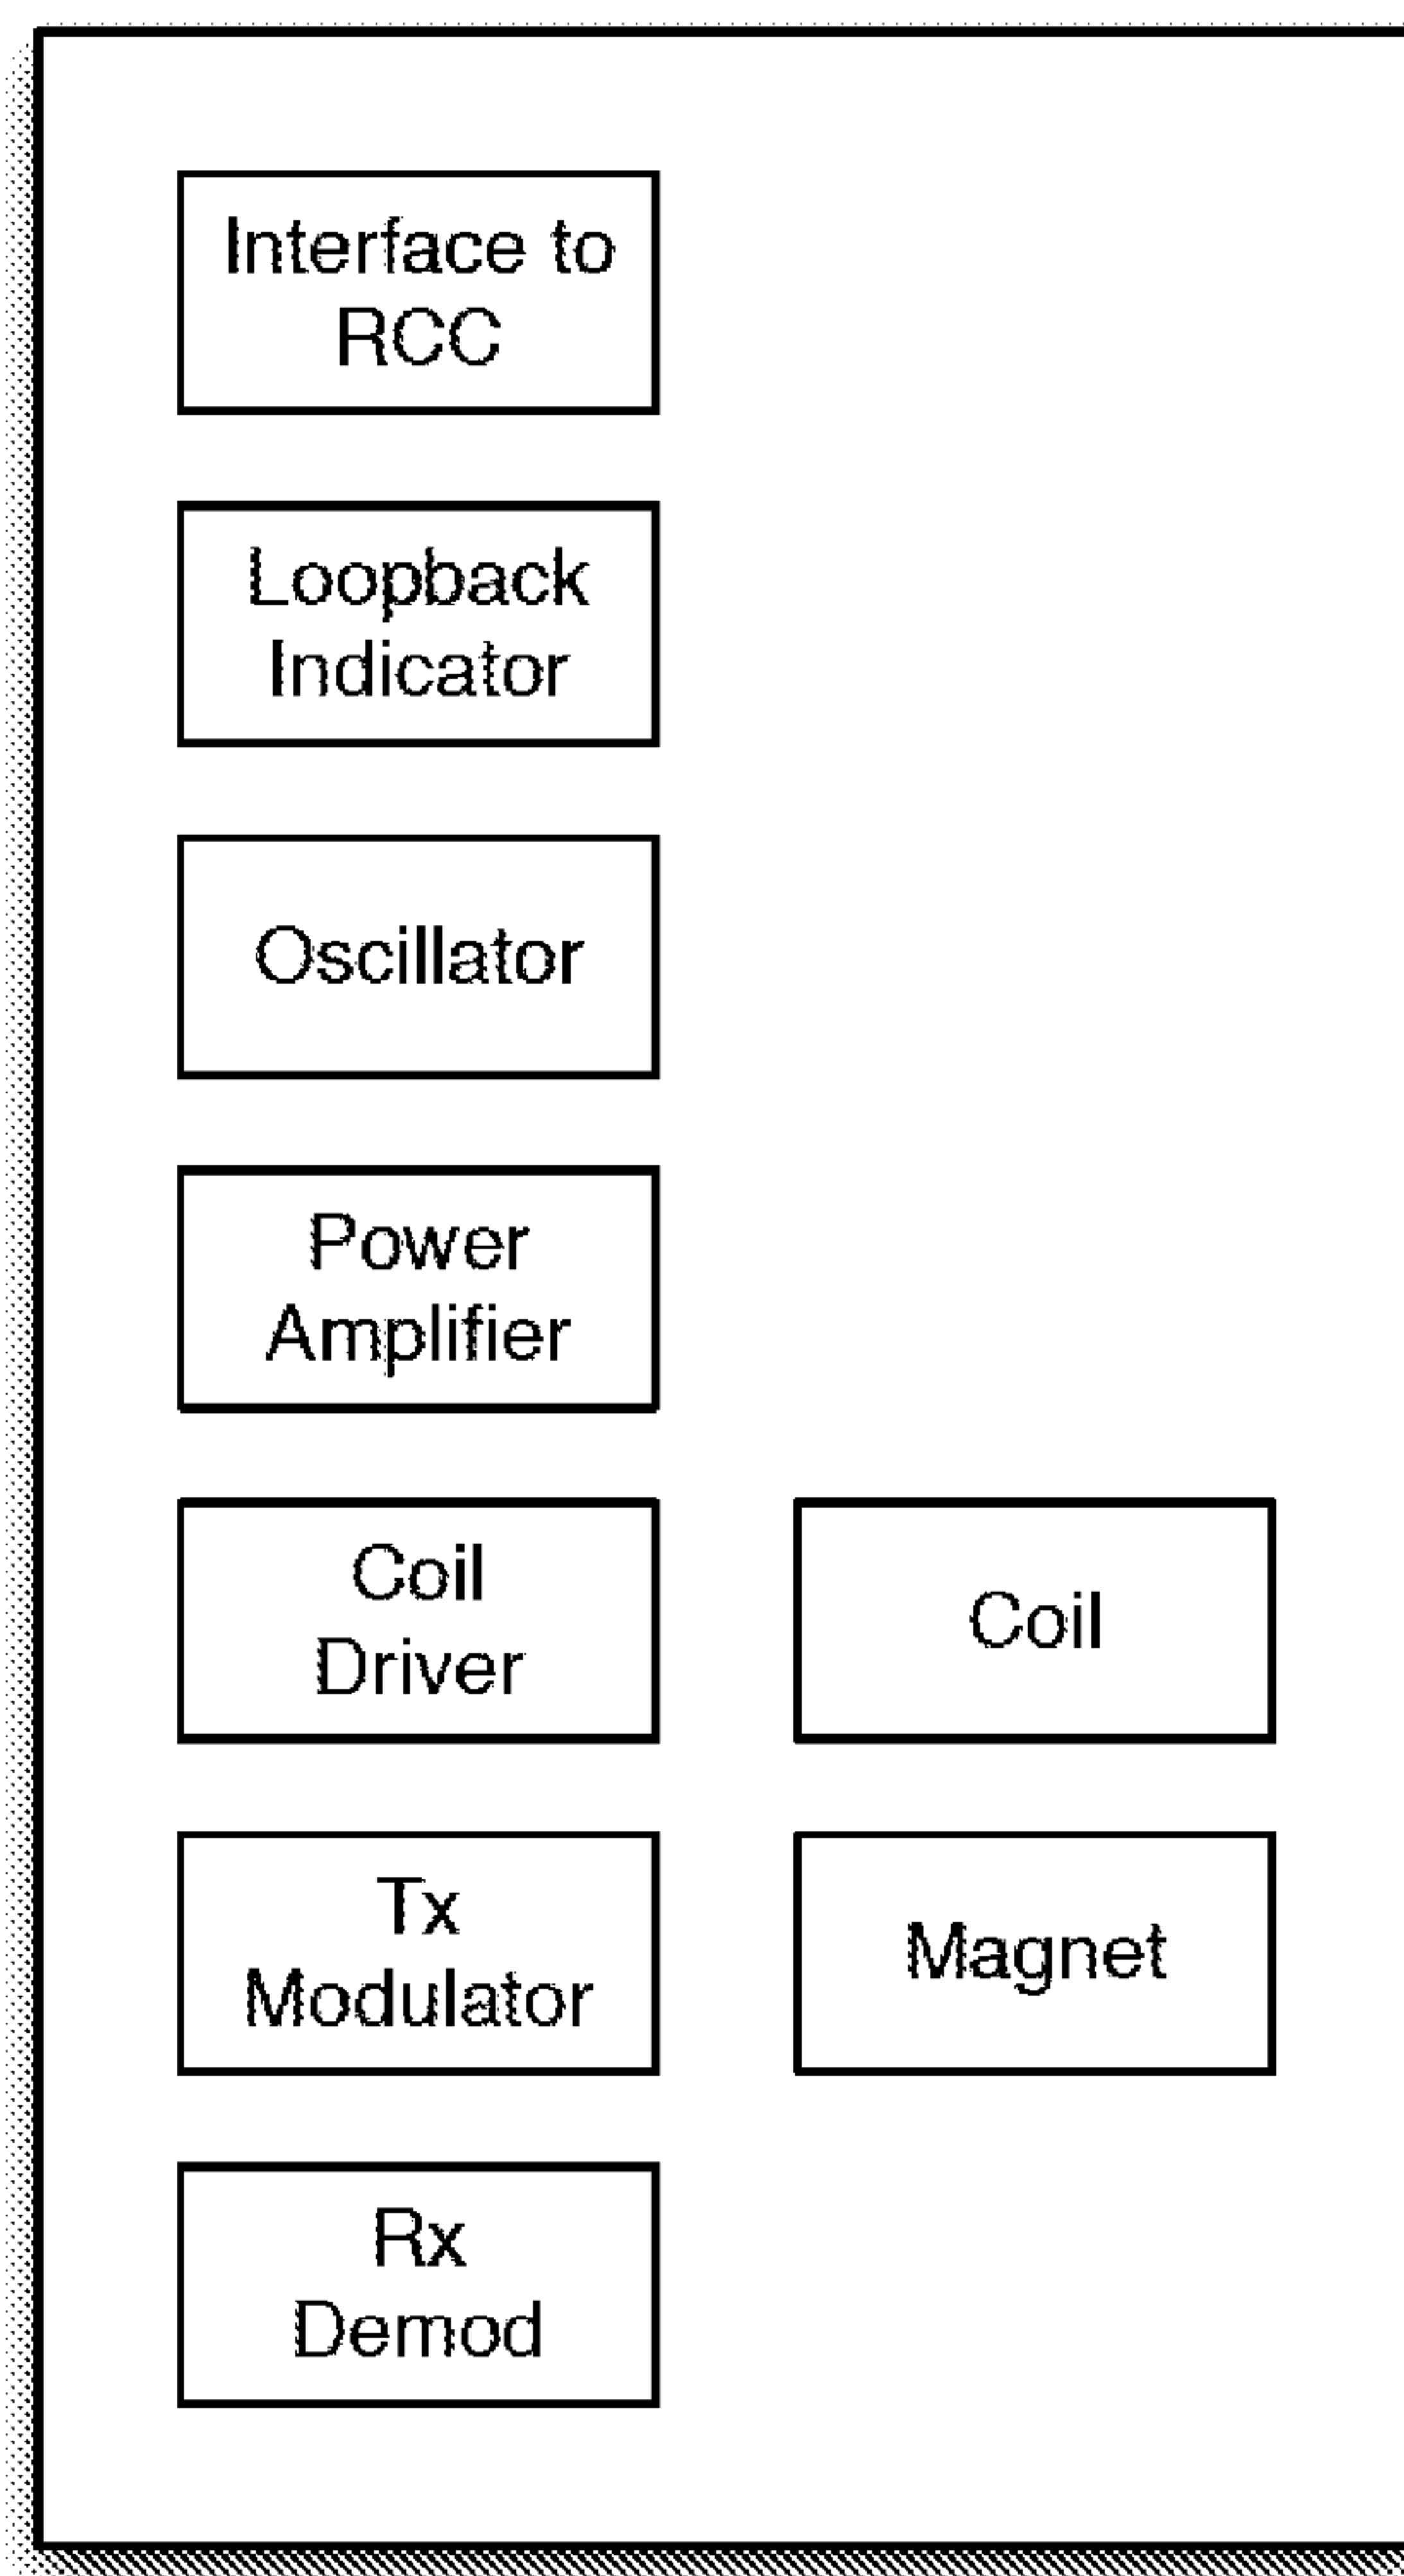 Interface to
RCC
Loopback
Indicator
Oscillator
Power
Amplifier
Coil
Driver
Coil
Tx
Modulator
Magnet
Rx
Demod